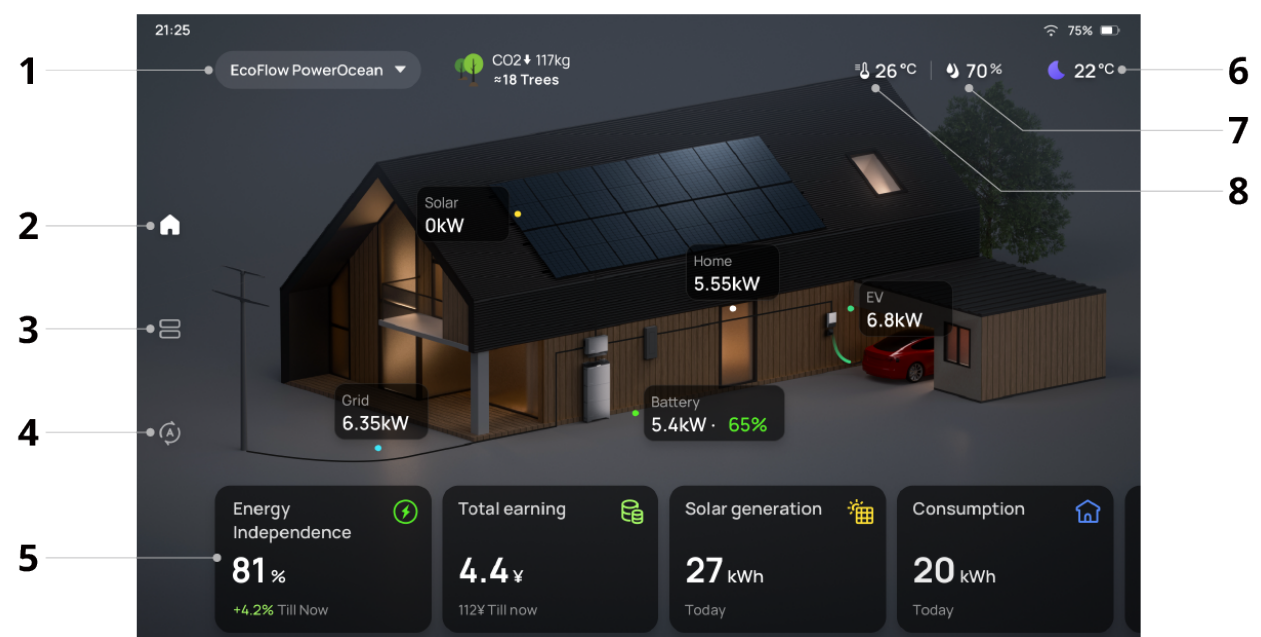 21:25
75%
1
EcoFlow PowerOcean
CO2⬇117kg
≈18 Trees
26°C
70%
22°C
6
7
8
2
Solar
0kW
Home
5.55kW
EV
6.8kW
3
Grid
6.35kW
Battery
5.4kW · 65%
4
A
Energy
Independence
81 %
+4.2% Till Now
Total earning
4.4 ¥
112¥ Till now
Solar generation
27 kWh
Today
Consumption
20 kWh
Today
5